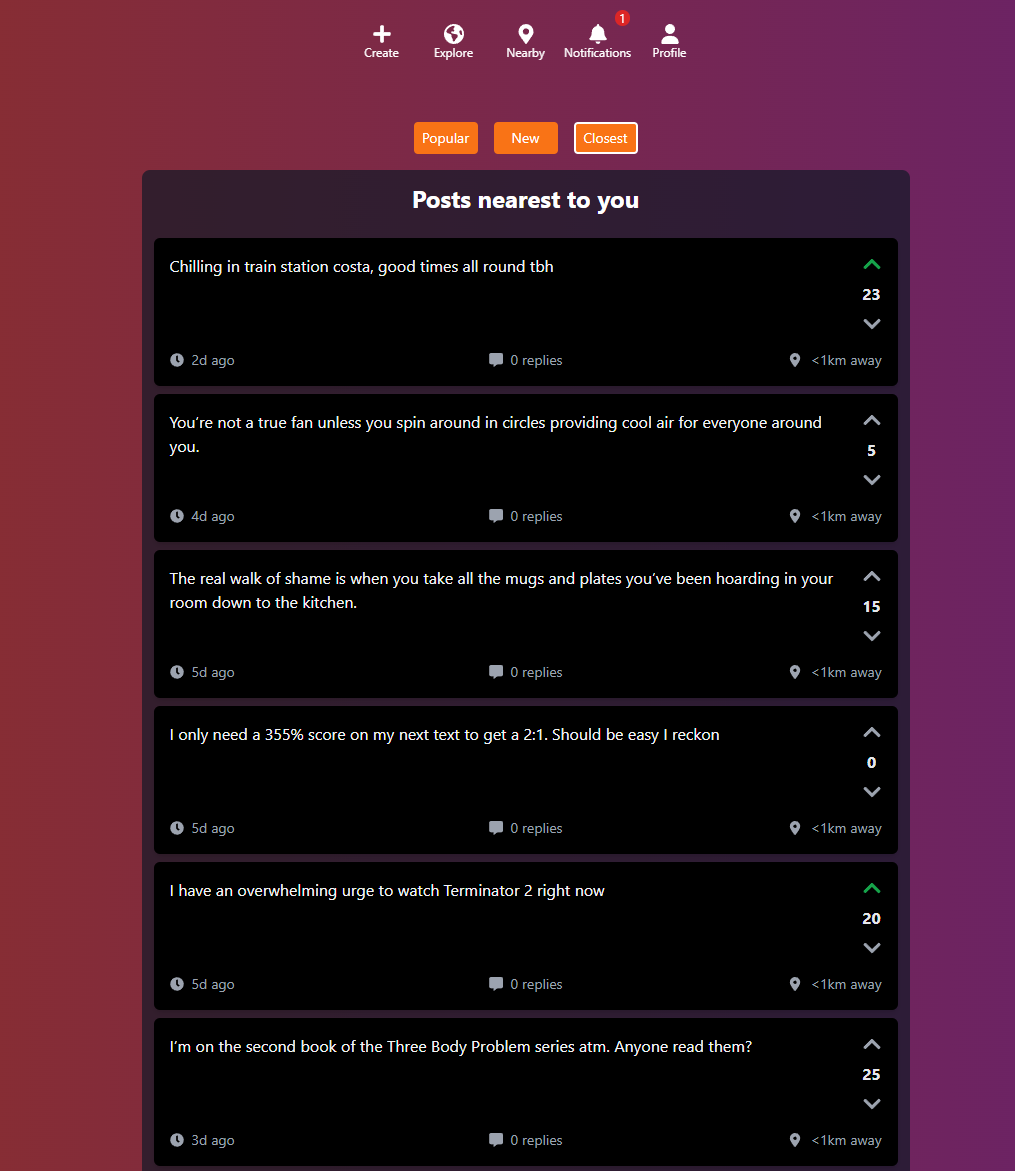 1
Create Explore Nearby Notifications Profile
Popular New Closest
Posts nearest to you
Chilling in train station costa, good times all round tbh
23
2d ago 0 replies <1km away
You’re not a true fan unless you spin around in circles providing cool air for everyone around
you.
5
4d ago 0 replies <1km away
The real walk of shame is when you take all the mugs and plates you’ve been hoarding in your
room down to the kitchen.
15
5d ago 0 replies <1km away
I only need a 355% score on my next text to get a 2:1. Should be easy I reckon
0
5d ago 0 replies <1km away
I have an overwhelming urge to watch Terminator 2 right now
20
5d ago 0 replies <1km away
I’m on the second book of the Three Body Problem series atm. Anyone read them?
25
3d ago 0 replies <1km away